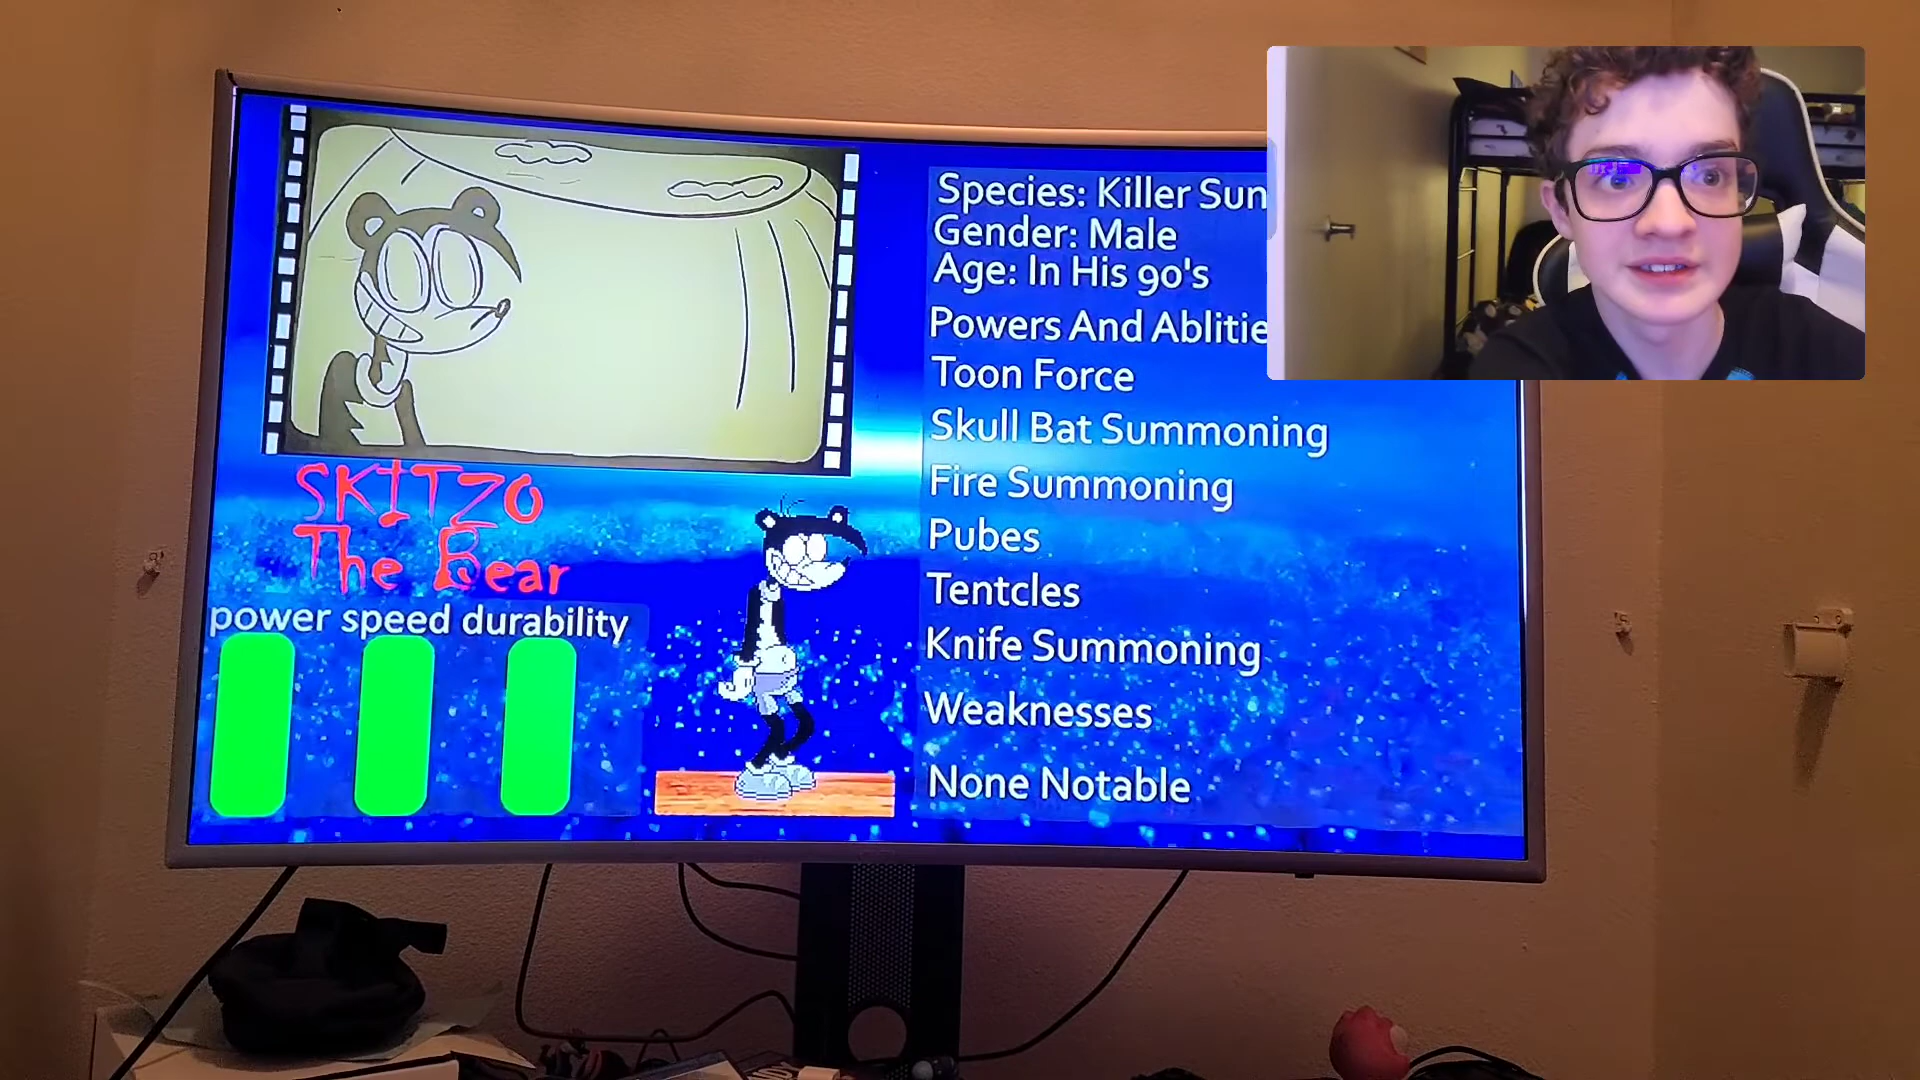 SKITZO
The Bear
power speed durability
Species: Killer Sun
Gender: Male
Age: In His 90's
Powers And Ablitie
Toon Force
Skull Bat Summoning
Fire Summoning
Pubes
Tentcles
Knife Summoning
Weaknesses
None Notable